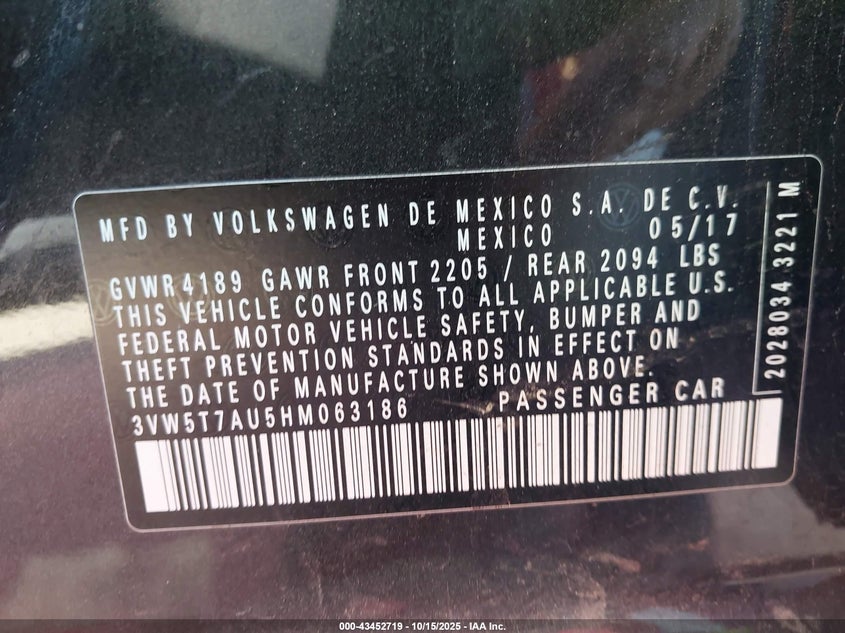 MFD BY VOLKSWAGEN DE MEXICO S.A. DE C.V.
MEXICO 05/17
GVWR 4189 GAWR FRONT 2205 / REAR 2094 LBS
THIS VEHICLE CONFORMS TO ALL APPLICABLE U.S.
FEDERAL MOTOR VEHICLE SAFETY, BUMPER AND
THEFT PREVENTION STANDARDS IN EFFECT ON
THE DATE OF MANUFACTURE SHOWN ABOVE.
3VW5T7AU5HM063186 PASSENGER CAR
2028034 3221 M
000-43452719 - 10/15/2025 - IAA Inc.